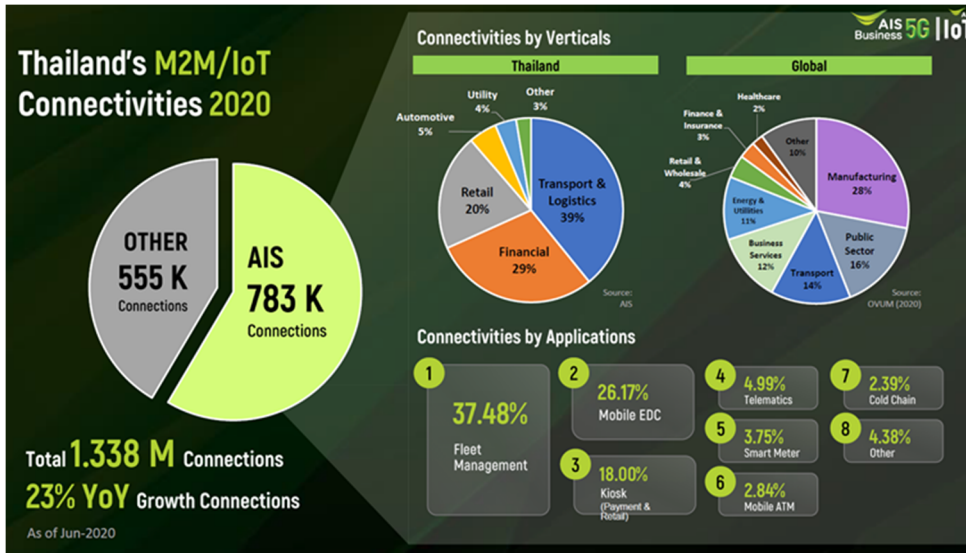 Thailand's M2M/IoT
Connectivities 2020
OTHER
555 K
Connections
AIS
783 K
Connections
Total 1.338 M Connections
23% YoY Growth Connections
As of Jun-2020
AIS
Business 5G | IoT
Connectivities by Verticals
Thailand
Utility
4%
Other
3%
Automotive
5%
Retail
20%
Transport &
Logistics
39%
Financial
29%
Source:
AIS
Global
Healthcare
2%
Finance &
Insurance
3%
Retail &
Wholesale
4%
Other
10%
Manufacturing
28%
Energy &
Utilities
11%
Business
Services
12%
Transport
14%
Public
Sector
16%
Source:
OVUM (2020)
Connectivities by Applications
1
37.48%
Fleet
Management
2
26.17%
Mobile EDC
3
18.00%
Kiosk
(Payment &
Retail)
4
4.99%
Telematics
5
3.75%
Smart Meter
6
2.84%
Mobile ATM
7
2.39%
Cold Chain
8
4.38%
Other